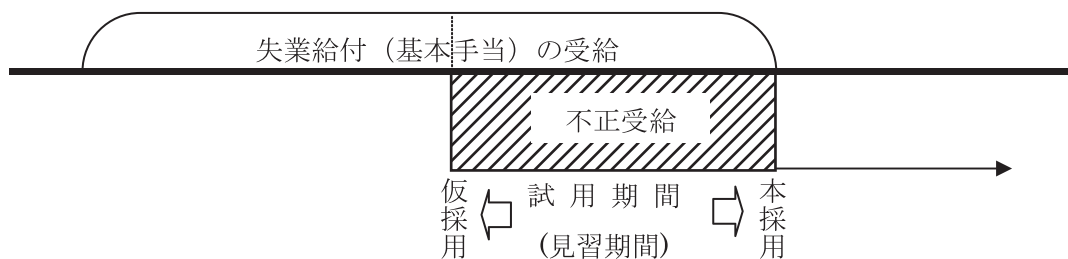 失業給付（基本手当）の受給
不正受給
仮採用
試用期間
(見習期間)
本採用